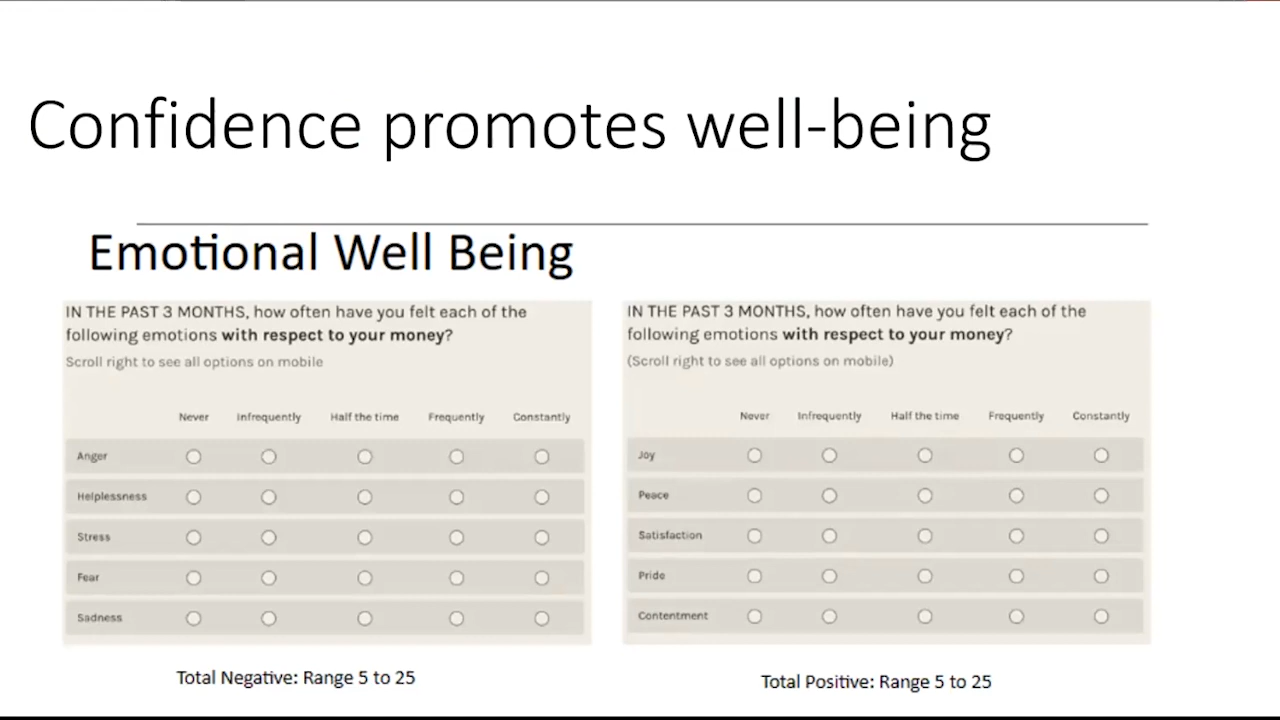 Confidence promotes well-being
Emotional Well Being
IN THE PAST 3 MONTHS, how often have you felt each of the
following emotions with respect to your money?
Scroll right to see all options on mobile
Never Infrequently Half the time Frequently Constantly
Anger
Helplessness
Stress
Fear
Sadness
Total Negative: Range 5 to 25
IN THE PAST 3 MONTHS, how often have you felt each of the
following emotions with respect to your money?
(Scroll right to see all options on mobile)
Never Infrequently Half the time Frequently Constantly
Joy
Peace
Satisfaction
Pride
Contentment
Total Positive: Range 5 to 25